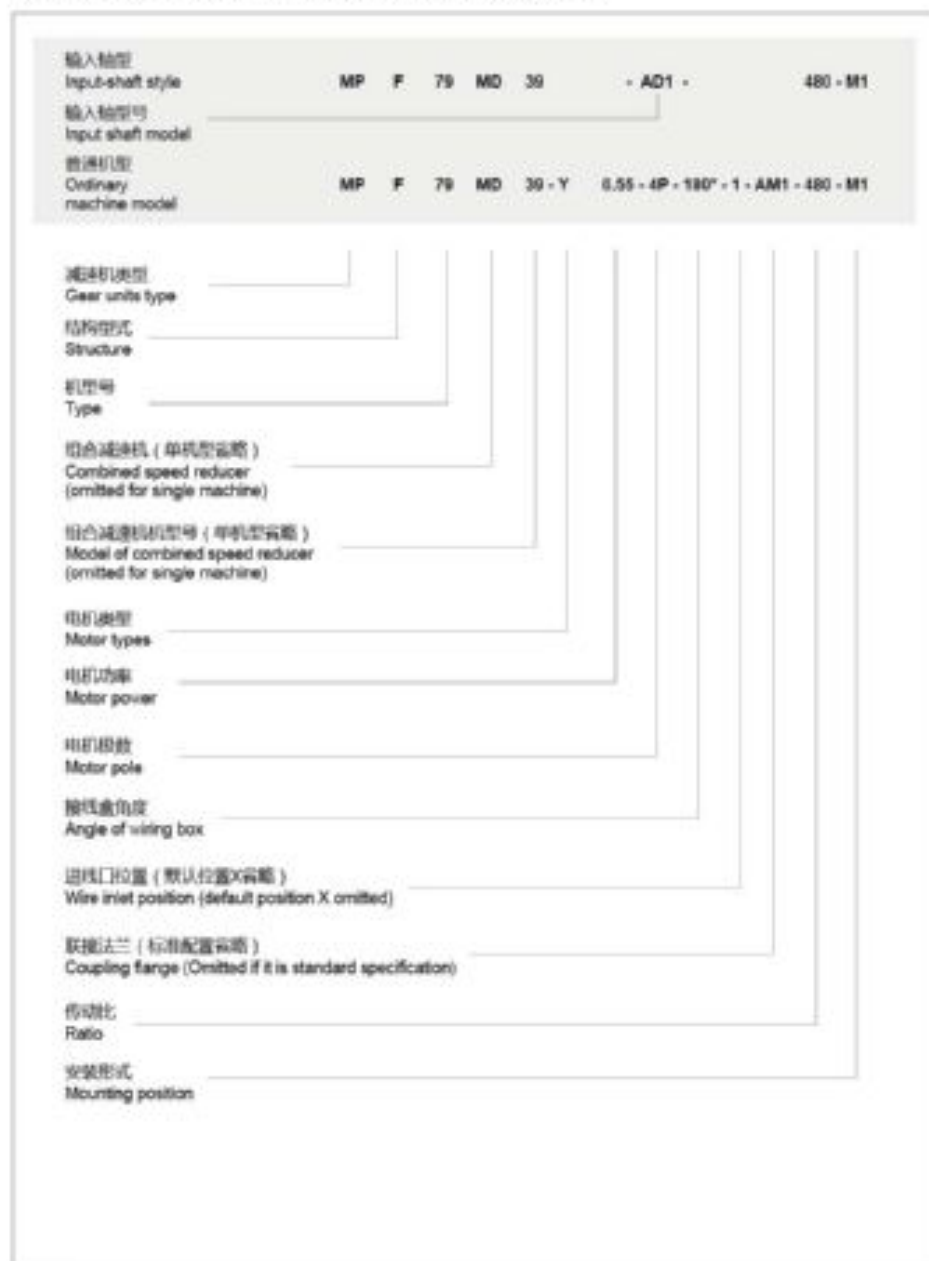 输入轴型
Input-shaft style MP F 79 MD 39 - AD1 - 480 - M1
输入轴型号
Input shaft model
普通机型
Ordinary
machine model MP F 79 MD 39 - Y 0.55 - 4P - 180° - 1 - AM1 - 480 - M1
减速机类型
Gear units type
结构型式
Structure
机型号
Type
组合减速机（单机型省略）
Combined speed reducer
(omitted for single machine)
组合减速机机型号（单机型省略）
Model of combined speed reducer
(omitted for single machine)
电机类型
Motor types
电机功率
Motor power
电机极数
Motor pole
接线盒角度
Angle of wiring box
进线口位置（默认位置X省略）
Wire inlet position (default position X omitted)
联接法兰（标准配置省略）
Coupling flange (Omitted if it is standard specification)
传动比
Ratio
安装形式
Mounting position